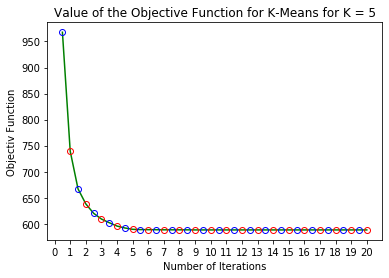 Value of the Objective Function for K-Means for K = 5
Objectiv Function
950
900
850
800
750
700
650
600
0 1 2 3 4 5 6 7 8 9 10 11 12 13 14 15 16 17 18 19 20
Number of Iterations